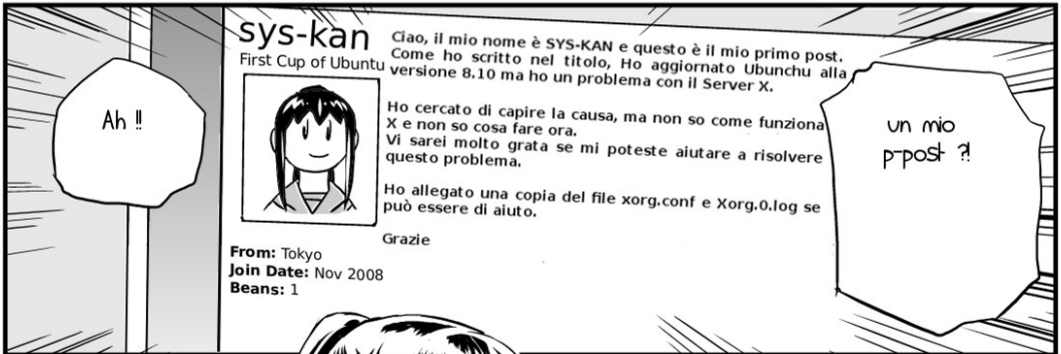 Ah !!
sys-kan
First Cup of Ubuntu
From: Tokyo
Join Date: Nov 2008
Beans: 1
Ciao, il mio nome è SYS-KAN e questo è il mio primo post.
Come ho scritto nel titolo, Ho aggiornato Ubunchu alla
versione 8.10 ma ho un problema con il Server X.
Ho cercato di capire la causa, ma non so come funziona
X e non so cosa fare ora.
Vi sarei molto grata se mi poteste aiutare a risolvere
questo problema.
Ho allegato una copia del file xorg.conf e Xorg.0.log se
può essere di aiuto.
Grazie
un mio
p-post ?!